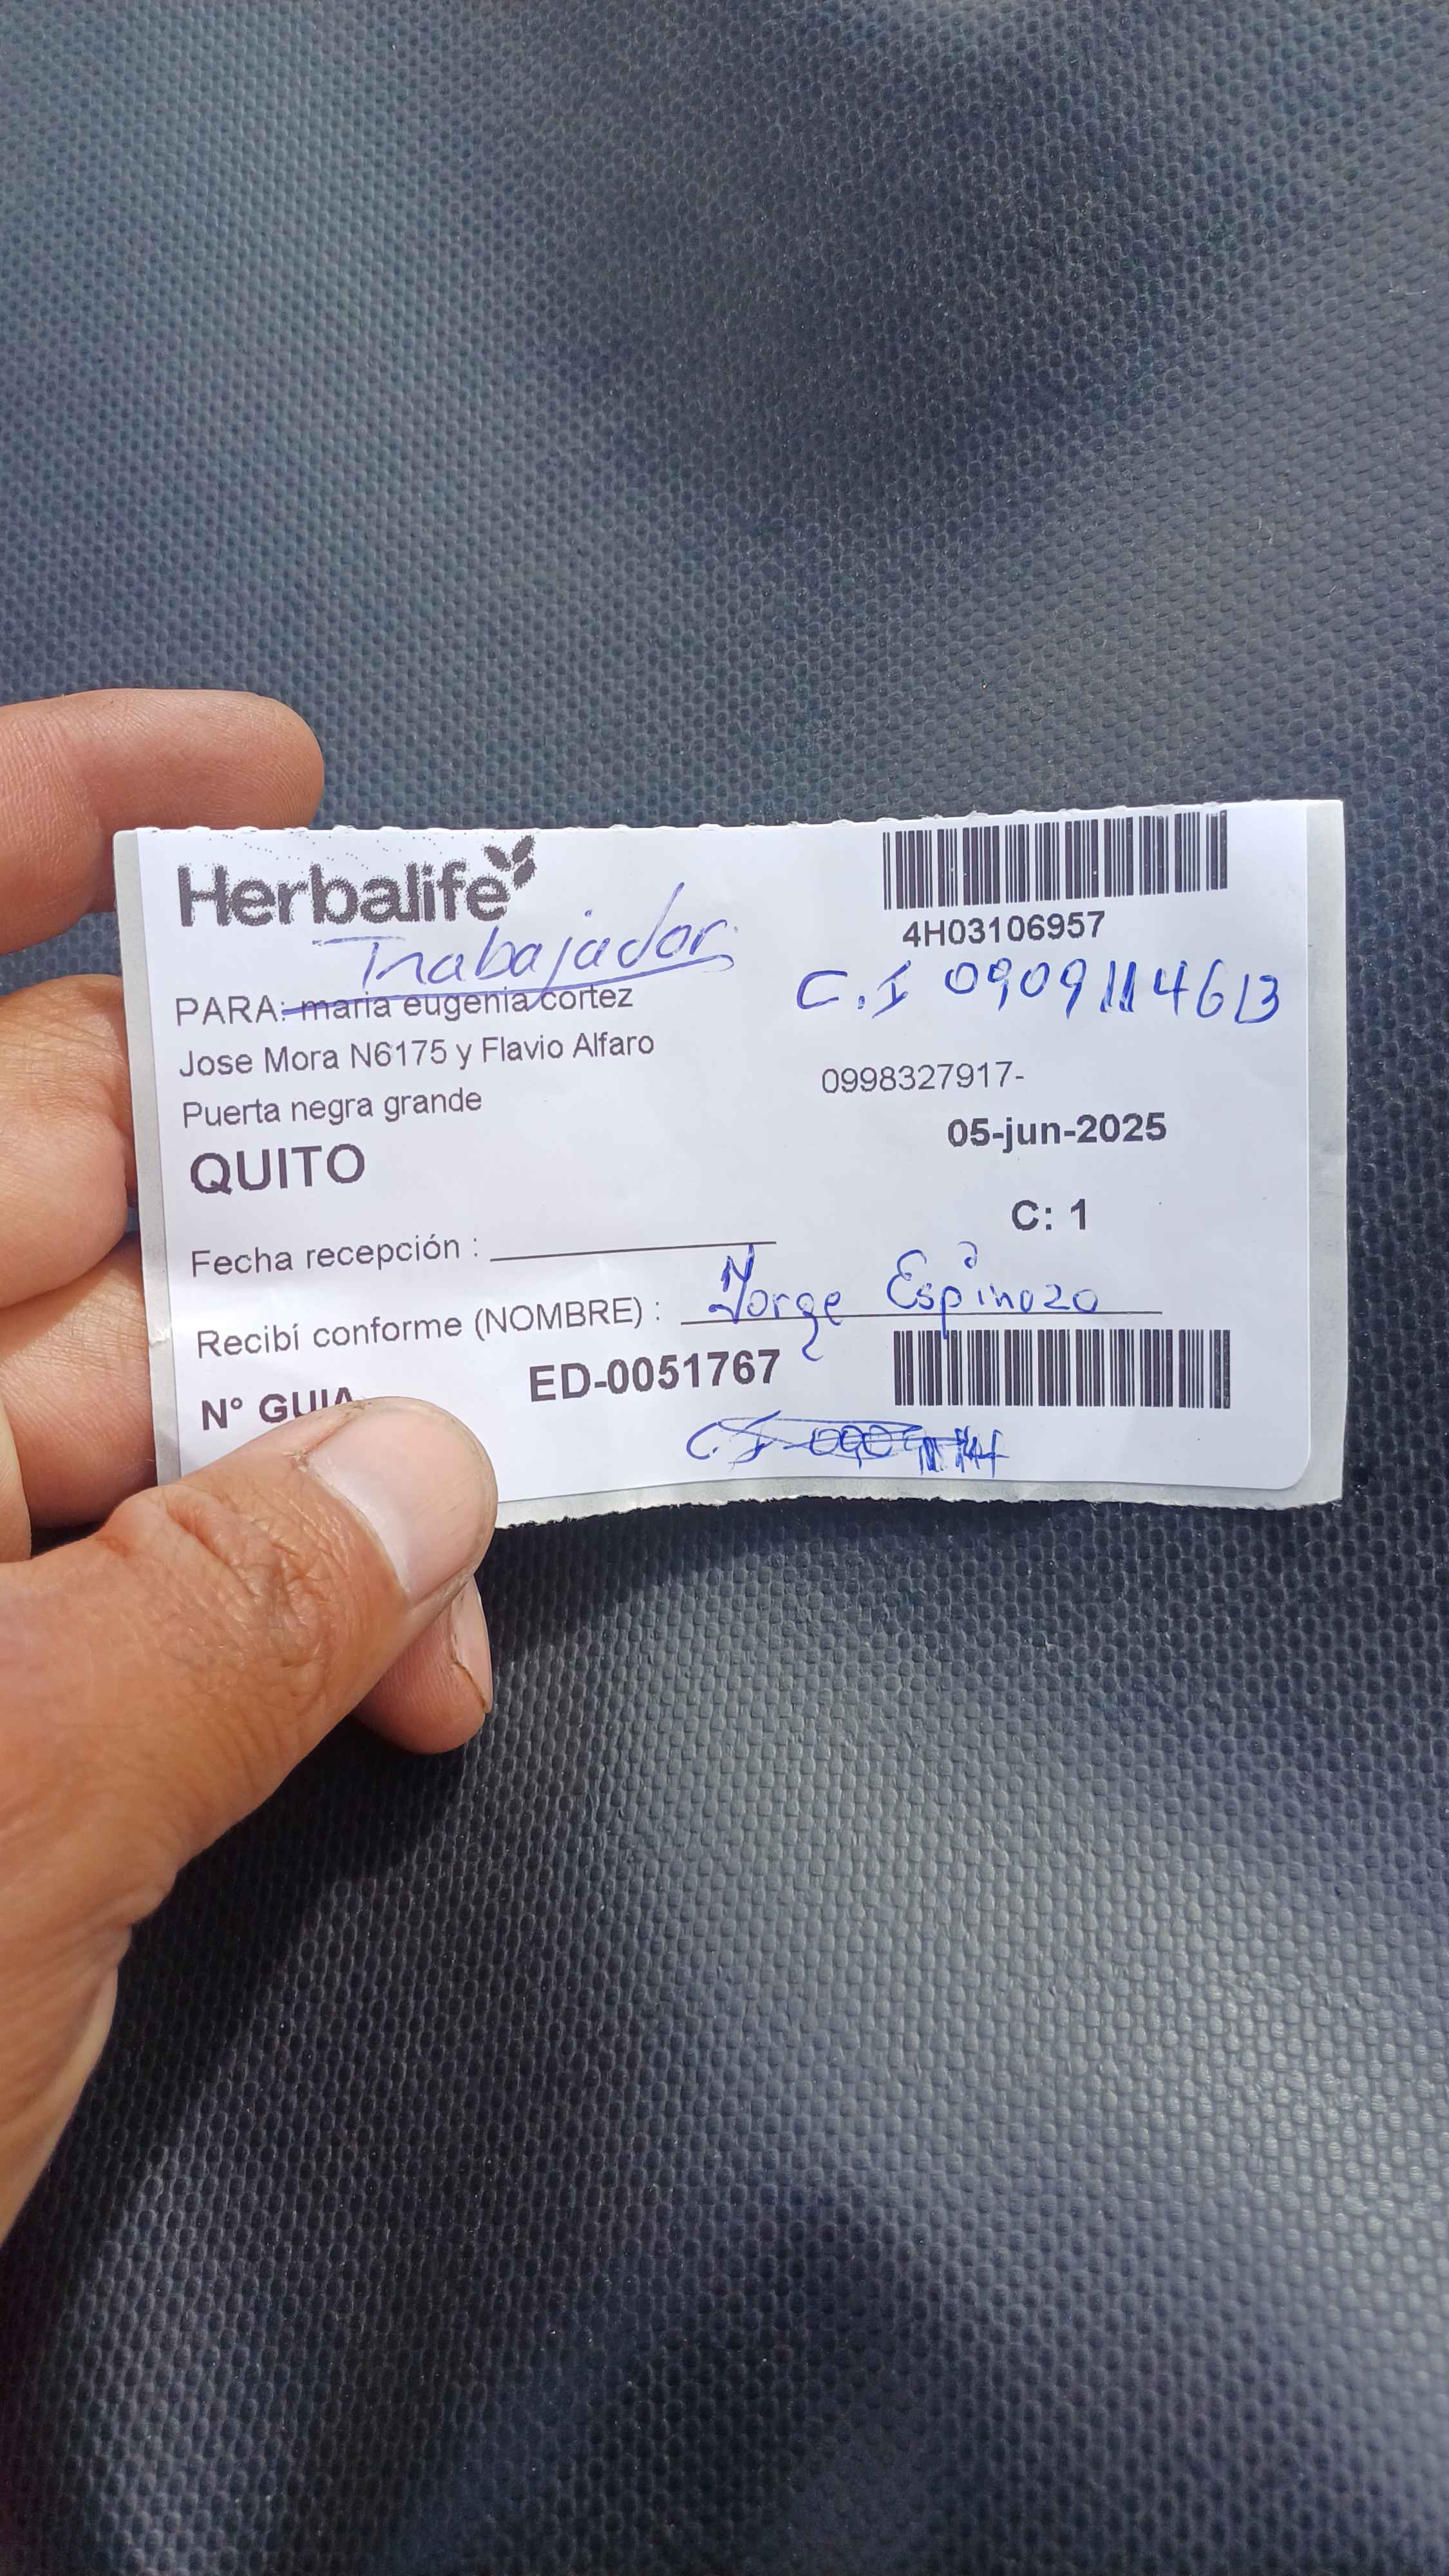 Herbalife
4H03106957
Trabajador
C.I 0909114613
PARA: maria eugenia cortez
Jose Mora N6175 y Flavio Alfaro
0998327917-
Puerta negra grande
05-jun-2025
QUITO
C: 1
Fecha recepción :
Recibí conforme (NOMBRE) : Jorge Espinoza
N° GUIA
ED-0051767
C.I